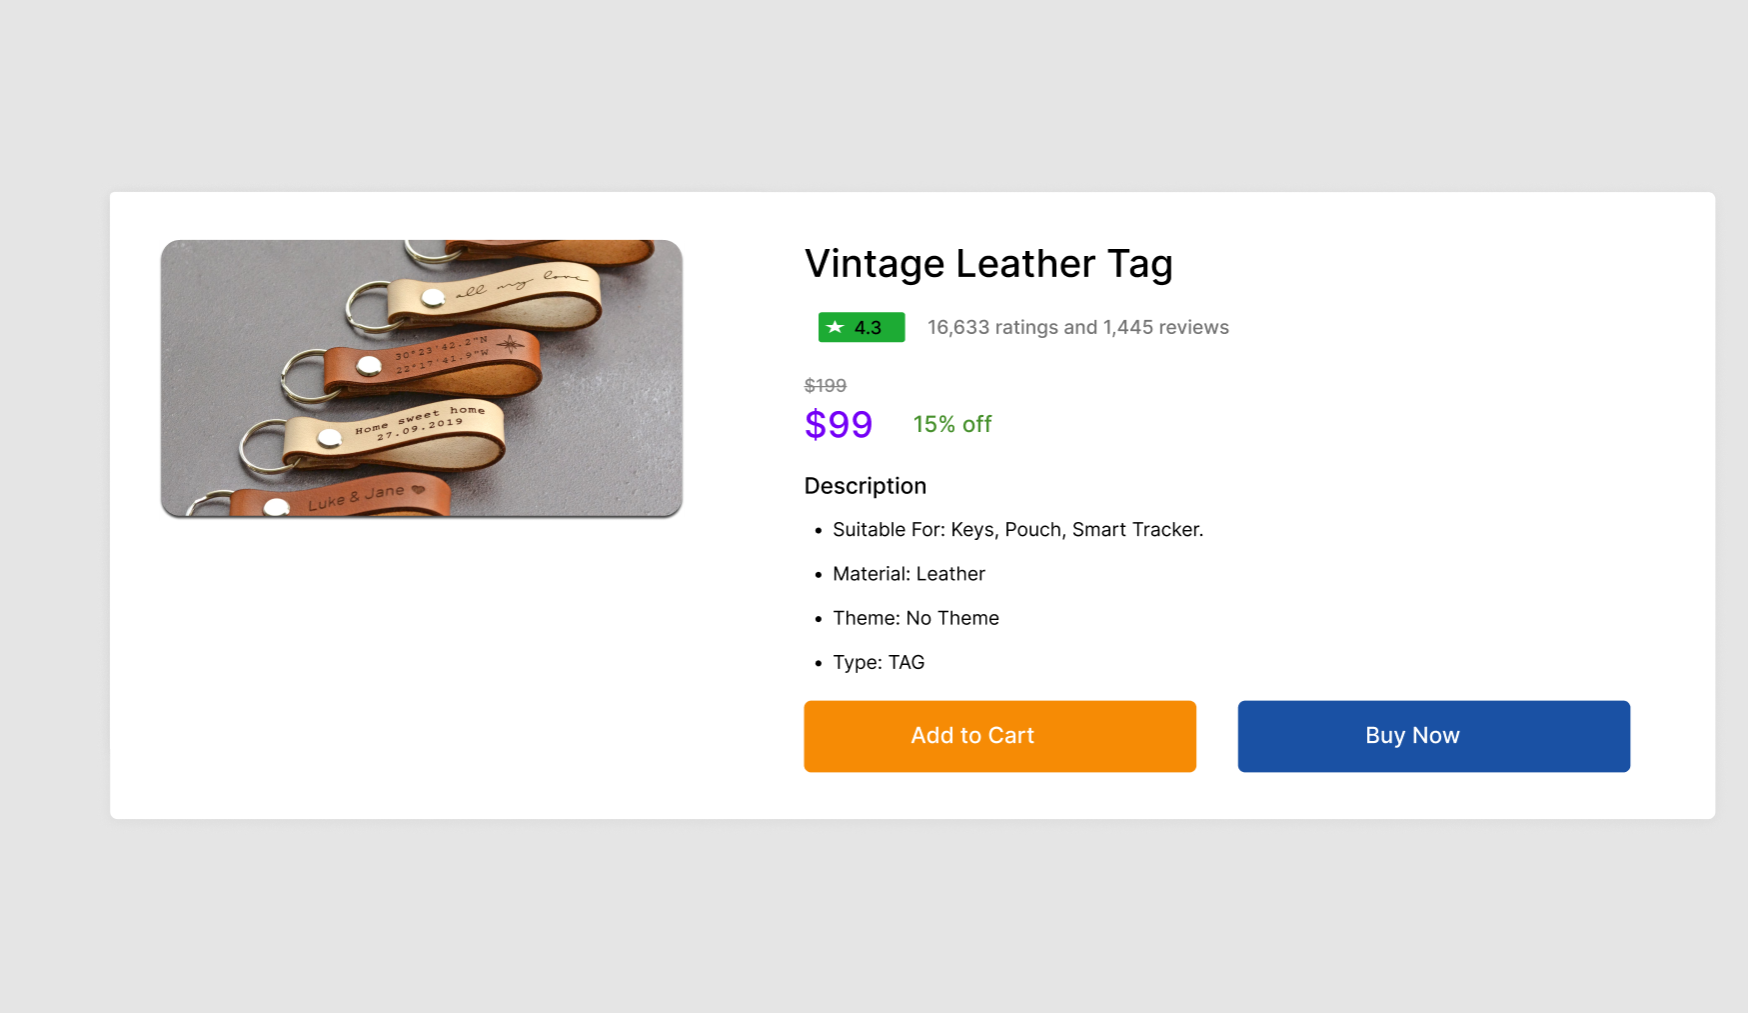 all my love
30°23'42.2"N
22°17'41.9"W
Home sweet home
27.09.2019
Luke & Jane
Vintage Leather Tag
4.3
16,633 ratings and 1,445 reviews
$199
$99
15% off
Description
• Suitable For: Keys, Pouch, Smart Tracker.
• Material: Leather
• Theme: No Theme
• Type: TAG
Add to Cart
Buy Now